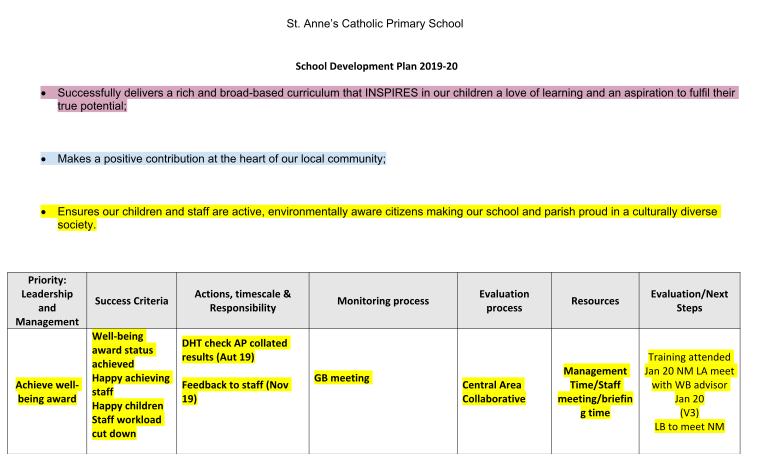 St. Anne’s Catholic Primary School
School Development Plan 2019-20
• Successfully delivers a rich and broad-based curriculum that INSPIRES in our children a love of learning and an aspiration to fulfil their
true potential;
• Makes a positive contribution at the heart of our local community;
• Ensures our children and staff are active, environmentally aware citizens making our school and parish proud in a culturally diverse
society.
Priority:
Leadership
and
Management
Success Criteria
Actions, timescale &
Responsibility
Monitoring process
Evaluation
process
Resources
Evaluation/Next
Steps
Achieve well-
being award
Well-being
award status
achieved
Happy achieving
staff
Happy children
Staff workload
cut down
DHT check AP collated
results (Aut 19)
Feedback to staff (Nov
19)
GB meeting
Central Area
Collaborative
Management
Time/Staff
meeting/briefin
g time
Training attended
Jan 20 NM LA meet
with WB advisor
Jan 20
(V3)
LB to meet NM